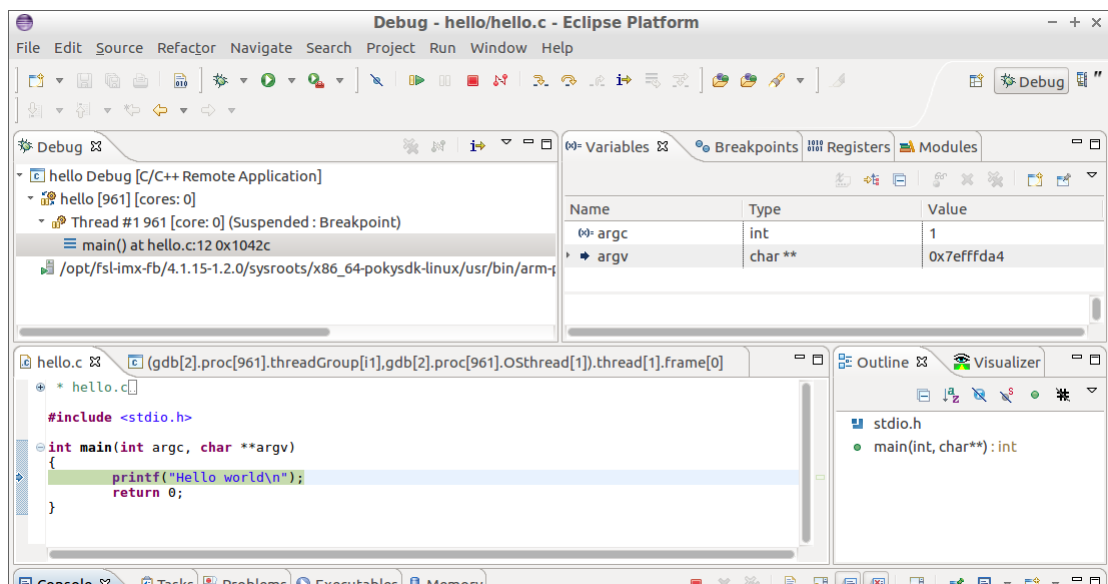 Debug - hello/hello.c - Eclipse Platform
File Edit Source Refactor Navigate Search Project Run Window Help
Debug
Debug
hello Debug [C/C++ Remote Application]
hello [961] [cores: 0]
Thread #1 961 [core: 0] (Suspended : Breakpoint)
main() at hello.c:12 0x1042c
/opt/fsl-imx-fb/4.1.15-1.2.0/sysroots/x86_64-pokysdk-linux/usr/bin/arm-p
(x)= Variables Breakpoints Registers Modules
Name Type Value
(x)= argc int 1
argv char ** 0x7efffda4
hello.c (gdb[2].proc[961].threadGroup[i1],gdb[2].proc[961].OSthread[1]).thread[1].frame[0]
* hello.c
#include <stdio.h>
int main(int argc, char **argv)
{
printf("Hello world\n");
return 0;
}
Outline Visualizer
stdio.h
main(int, char**) : int
Console Tasks Problems Executables Memory